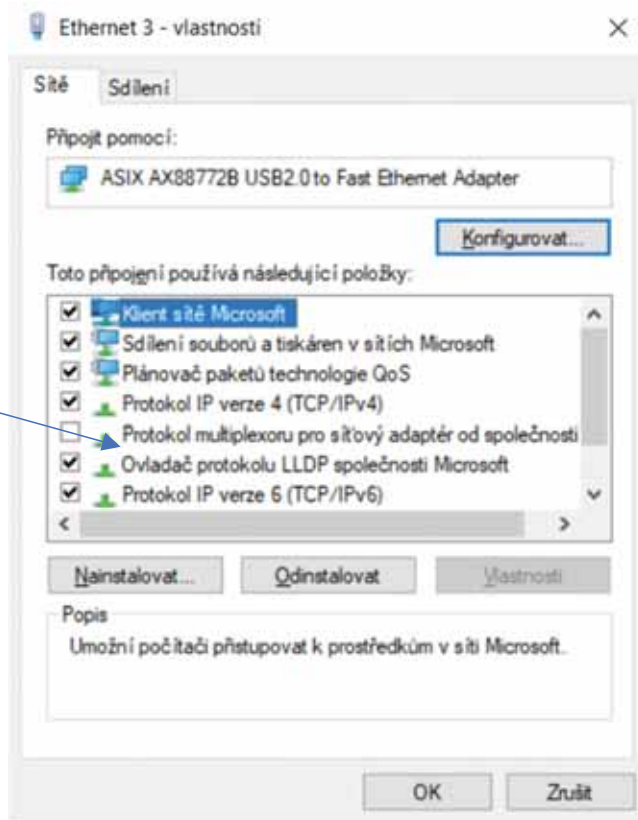 Ethernet 3 - vlastnosti
Sítě
Sdílení
Připojit pomocí:
ASIX AX88772B USB2.0 to Fast Ethernet Adapter
Konfigurovat...
Toto připojení používá následující položky:
Klient sítě Microsoft
Sdílení souborů a tiskáren v sítích Microsoft
Plánovač paketů technologie QoS
Protokol IP verze 4 (TCP/IPv4)
Protokol multiplexoru pro síťový adaptér od společnosti
Ovladač protokolu LLDP společnosti Microsoft
Protokol IP verze 6 (TCP/IPv6)
Nainstalovat...
Odinstalovat
Vlastnosti
Popis
Umožní počítači přistupovat k prostředkům v síti Microsoft.
OK
Zrušit